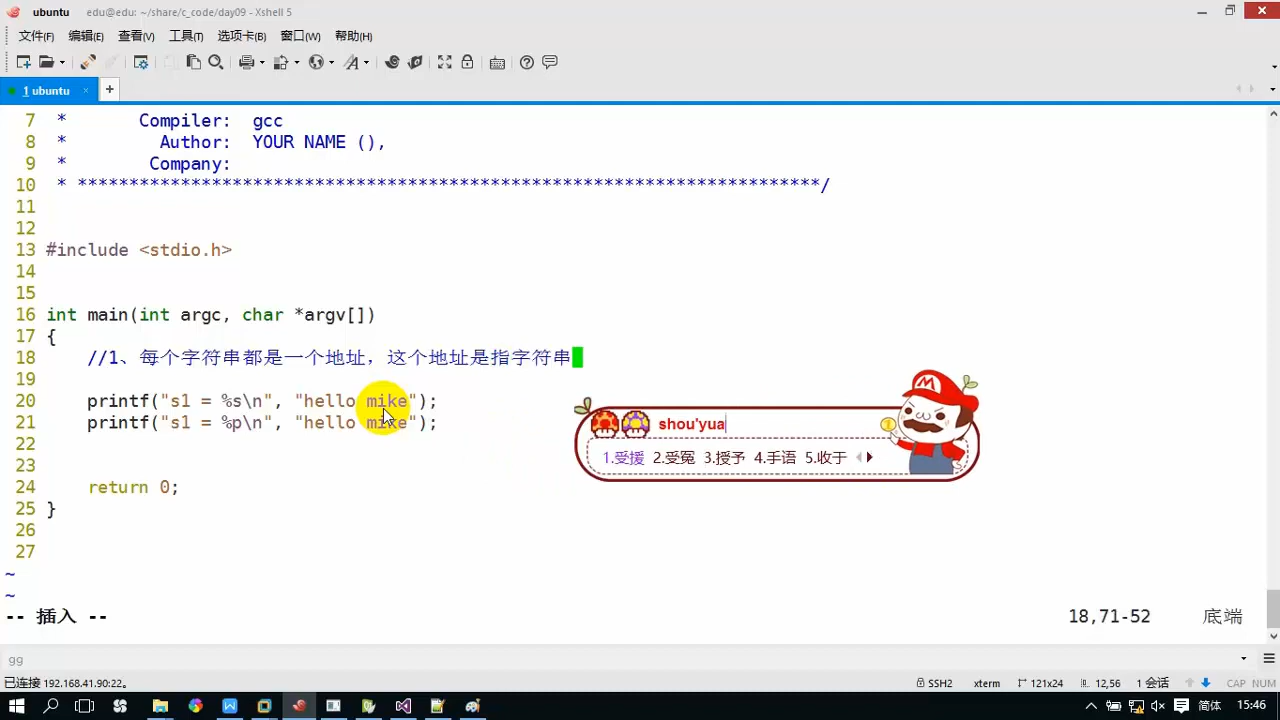 ubuntu edu@edu: ~/share/c_code/day09 - Xshell 5
文件(F) 编辑(E) 查看(V) 工具(T) 选项卡(B) 窗口(W) 帮助(H)
1 ubuntu × +
7 * Compiler: gcc
8 * Author: YOUR NAME (),
9 * Company:
10 * ************************************************************************/
11
12
13 #include <stdio.h>
14
15
16 int main(int argc, char *argv[])
17 {
18 //1、每个字符串都是一个地址，这个地址是指字符串
19
20 printf("s1 = %s\n", "hello mike");
21 printf("s1 = %p\n", "hello mike");
22
23
24 return 0;
25 }
26
27
~
~
shou'yua
1.受援 2.受冤 3.授予 4.手语 5.收于
-- 插入 -- 18,71-52 底端
gg
已连接 192.168.41.90:22。 SSH2 xterm 121x24 12,56 1 会话 CAP NUM
简体 15:46